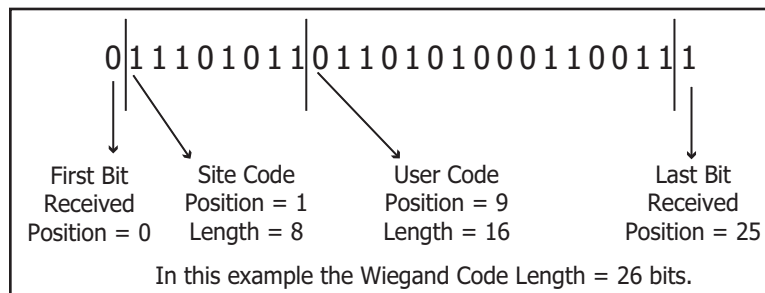 0 1 1 1 0 1 0 1 1 0 1 1 0 1 0 1 0 0 0 1 1 0 0 1 1 1
First Bit
Received
Position = 0
Site Code
Position = 1
Length = 8
User Code
Position = 9
Length = 16
Last Bit
Received
Position = 25
In this example the Wiegand Code Length = 26 bits.